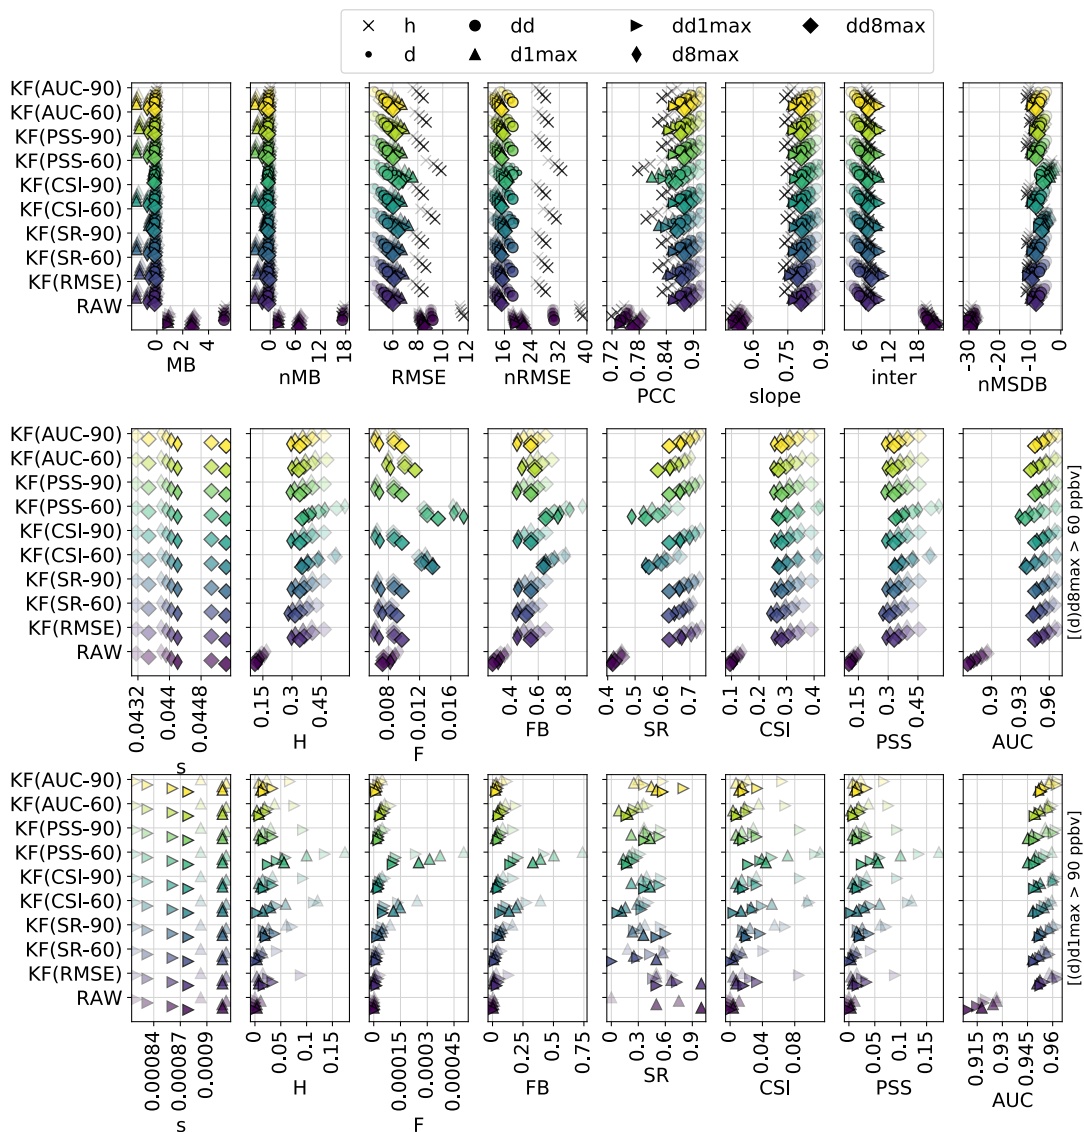 h dd dd1max dd8max
d d1max d8max
KF(AUC-90)
KF(AUC-60)
KF(PSS-90)
KF(PSS-60)
KF(CSI-90)
KF(CSI-60)
KF(SR-90)
KF(SR-60)
KF(RMSE)
RAW
0 4 8 12
0 6 12 18
6 8 10 12
16 24 32 40
0.72 0.78 0.84 0.9
0.6 0.75 0.9
6 12 18
-30 -20 -10 0
MB nMB RMSE nRMSE PCC slope inter nMSDB
KF(AUC-90)
KF(AUC-60)
KF(PSS-90)
KF(PSS-60)
KF(CSI-90)
KF(CSI-60)
KF(SR-90)
KF(SR-60)
KF(RMSE)
RAW
[(d)d8max > 60 ppbv]
0.0432 0.044 0.0448
0.15 0.3 0.45
0.008 0.012 0.016
0.4 0.6 0.8
0.4 0.5 0.6 0.7
0.1 0.2 0.3 0.4
0.15 0.3 0.45
0.9 0.93 0.96
s H F FB SR CSI PSS AUC
KF(AUC-90)
KF(AUC-60)
KF(PSS-90)
KF(PSS-60)
KF(CSI-90)
KF(CSI-60)
KF(SR-90)
KF(SR-60)
KF(RMSE)
RAW
[(d)d1max > 90 ppbv]
0.00084 0.00087 0.0009
0 0.05 0.1 0.15
0 0.00015 0.0003 0.00045
0 0.25 0.5 0.75
0 0.3 0.6 0.9
0 0.04 0.08
0 0.05 0.1 0.15
0.915 0.93 0.945 0.96
s H F FB SR CSI PSS AUC